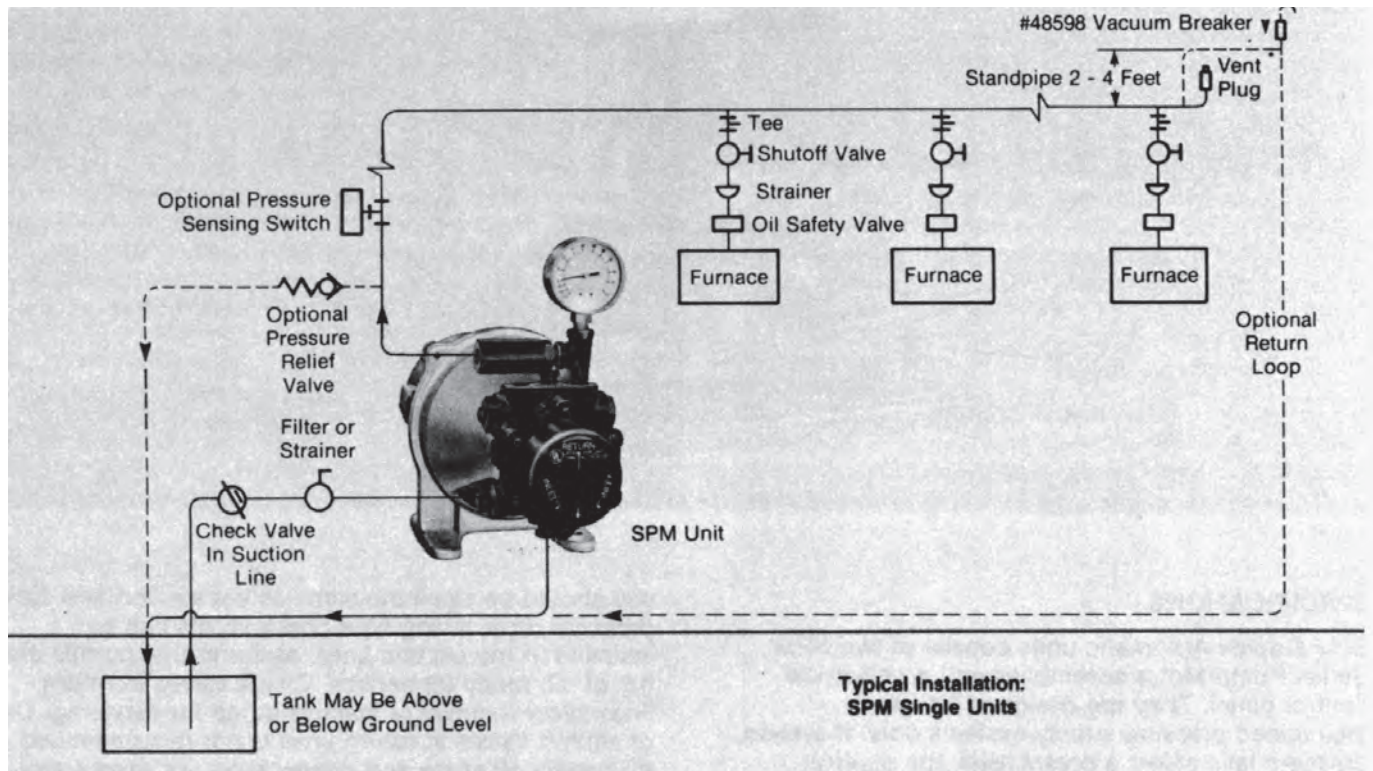 #48598 Vacuum Breaker
Standpipe 2 - 4 Feet
Vent
Plug
Tee
Shutoff Valve
Strainer
Oil Safety Valve
Furnace
Furnace
Furnace
Optional Pressure
Sensing Switch
Optional
Pressure
Relief
Valve
Optional
Return
Loop
Filter or
Strainer
RETURN
Check Valve
In Suction
Line
SPM Unit
Tank May Be Above
or Below Ground Level
Typical Installation:
SPM Single Units